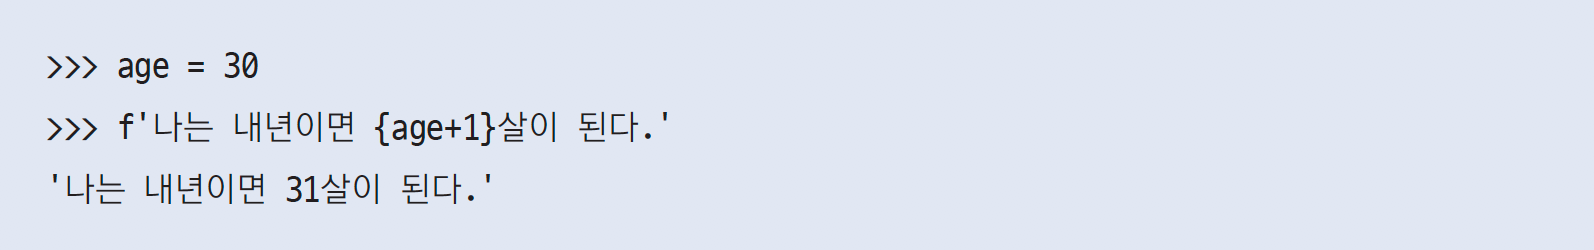 >>> age = 30
>>> f'나는 내년이면 {age+1}살이 된다.'
'나는 내년이면 31살이 된다.'